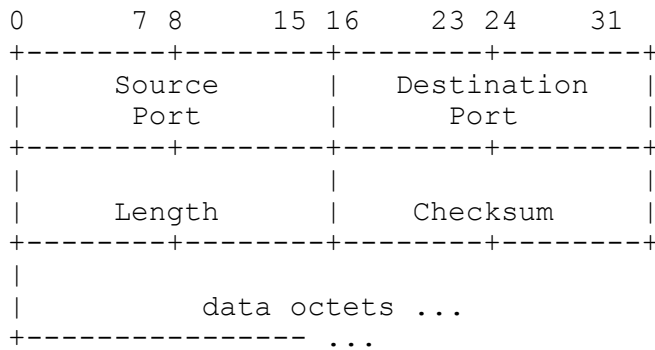 0      7 8     15 16    23 24    31
+--------+--------+--------+--------+
|     Source      |   Destination   |
|      Port       |      Port       |
+--------+--------+--------+--------+
|                 |                 |
|     Length      |    Checksum     |
+--------+--------+--------+--------+
|
|          data octets ...
+---------------- ...